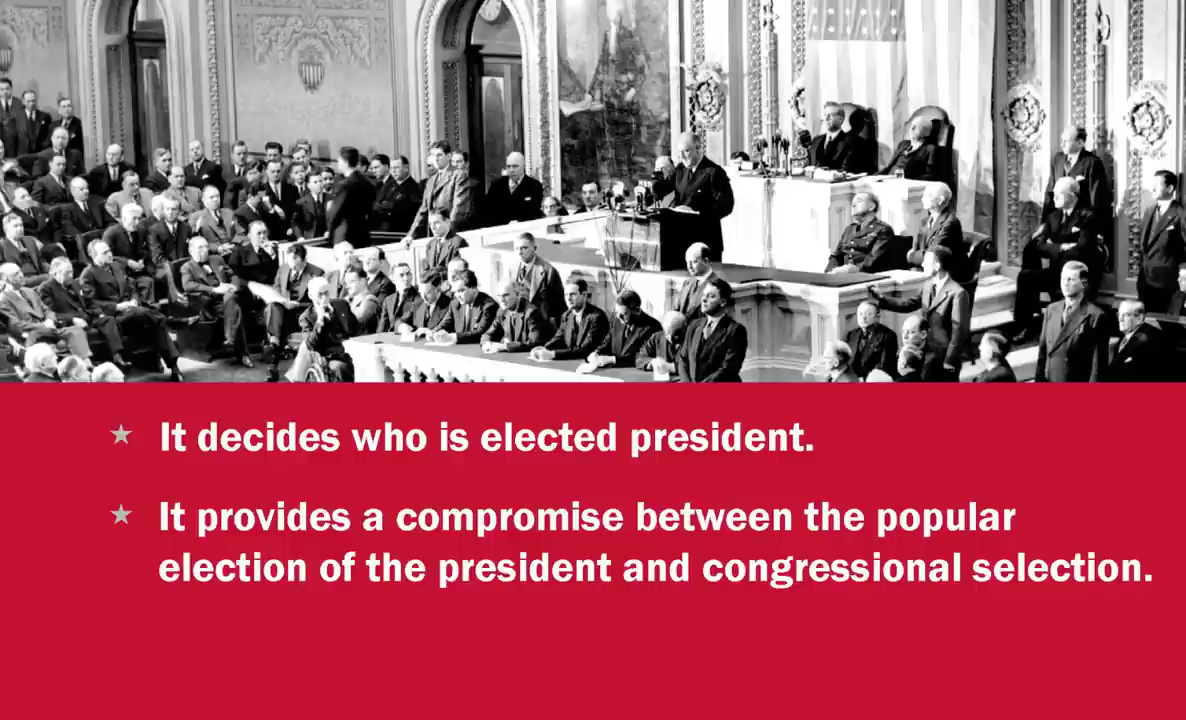 It decides who is elected president.
It provides a compromise between the popular
election of the president and congressional selection.